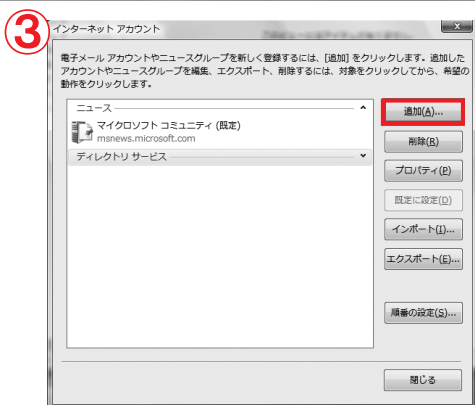 ③
インターネット アカウント
電子メール アカウントやニュースグループを新しく登録するには、[追加] をクリックします。追加した
アカウントやニュースグループを編集、エクスポート、削除するには、対象をクリックしてから、希望の
動作をクリックします。
ニュース
マイクロソフト コミュニティ (既定)
msnews.microsoft.com
ディレクトリ サービス
追加(A)...
削除(R)
プロパティ(P)
既定に設定(D)
インポート(I)...
エクスポート(E)...
順番の設定(S)...
閉じる